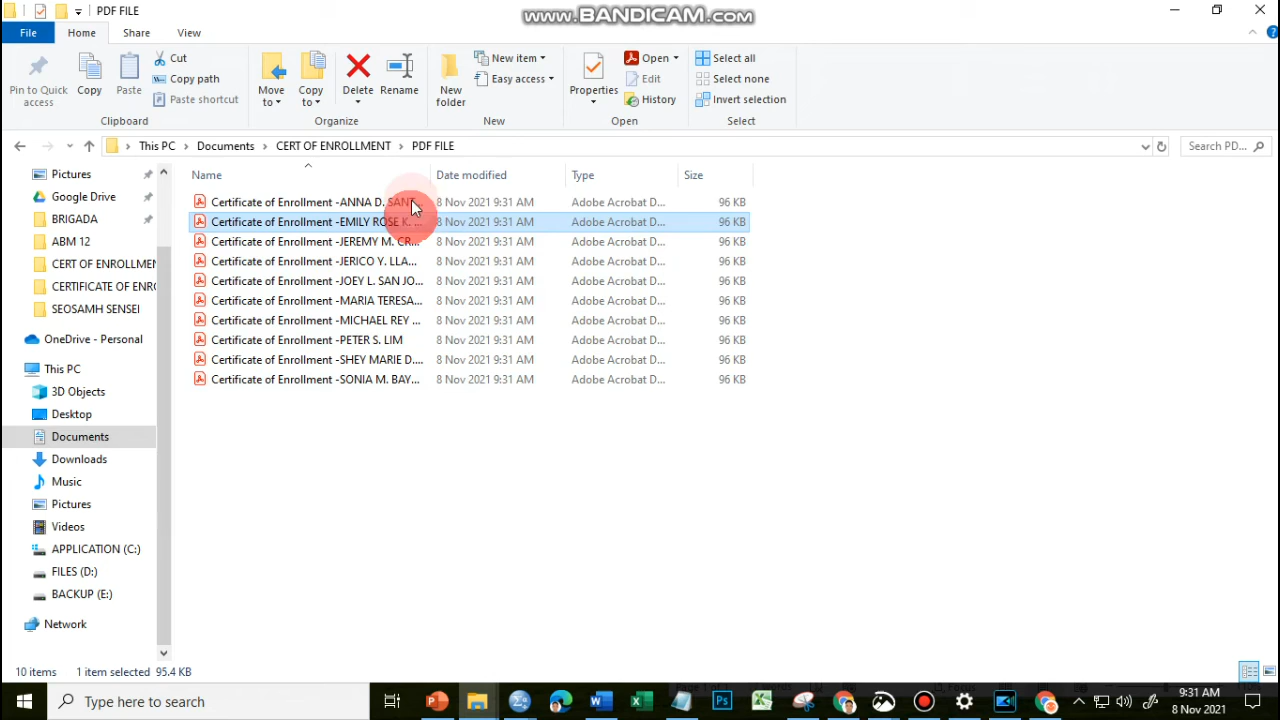 PDF FILE
www.BANDICAM.com
File Home Share View
Pin to Quick access
Copy
Paste
Cut
Copy path
Paste shortcut
Clipboard
Move to
Copy to
Delete
Rename
Organize
New folder
New item
Easy access
New
Properties
Open
Edit
History
Open
Select all
Select none
Invert selection
Select
This PC Documents CERT OF ENROLLMENT PDF FILE
Search PD...
Pictures
Google Drive
BRIGADA
ABM 12
CERT OF ENROLLMEN
CERTIFICATE OF ENRO
SEOSAMH SENSEI
OneDrive - Personal
This PC
3D Objects
Desktop
Documents
Downloads
Music
Pictures
Videos
APPLICATION (C:)
FILES (D:)
BACKUP (E:)
Network
Name Date modified Type Size
Certificate of Enrollment -ANNA D. SANT... 8 Nov 2021 9:31 AM Adobe Acrobat D... 96 KB
Certificate of Enrollment -EMILY ROSE K. ... 8 Nov 2021 9:31 AM Adobe Acrobat D... 96 KB
Certificate of Enrollment -JEREMY M. CR... 8 Nov 2021 9:31 AM Adobe Acrobat D... 96 KB
Certificate of Enrollment -JERICO Y. LLA... 8 Nov 2021 9:31 AM Adobe Acrobat D... 96 KB
Certificate of Enrollment -JOEY L. SAN JO... 8 Nov 2021 9:31 AM Adobe Acrobat D... 96 KB
Certificate of Enrollment -MARIA TERESA... 8 Nov 2021 9:31 AM Adobe Acrobat D... 96 KB
Certificate of Enrollment -MICHAEL REY ... 8 Nov 2021 9:31 AM Adobe Acrobat D... 96 KB
Certificate of Enrollment -PETER S. LIM 8 Nov 2021 9:31 AM Adobe Acrobat D... 96 KB
Certificate of Enrollment -SHEY MARIE D.... 8 Nov 2021 9:31 AM Adobe Acrobat D... 96 KB
Certificate of Enrollment -SONIA M. BAY... 8 Nov 2021 9:31 AM Adobe Acrobat D... 96 KB
10 items 1 item selected 95.4 KB
Type here to search
9:31 AM
8 Nov 2021